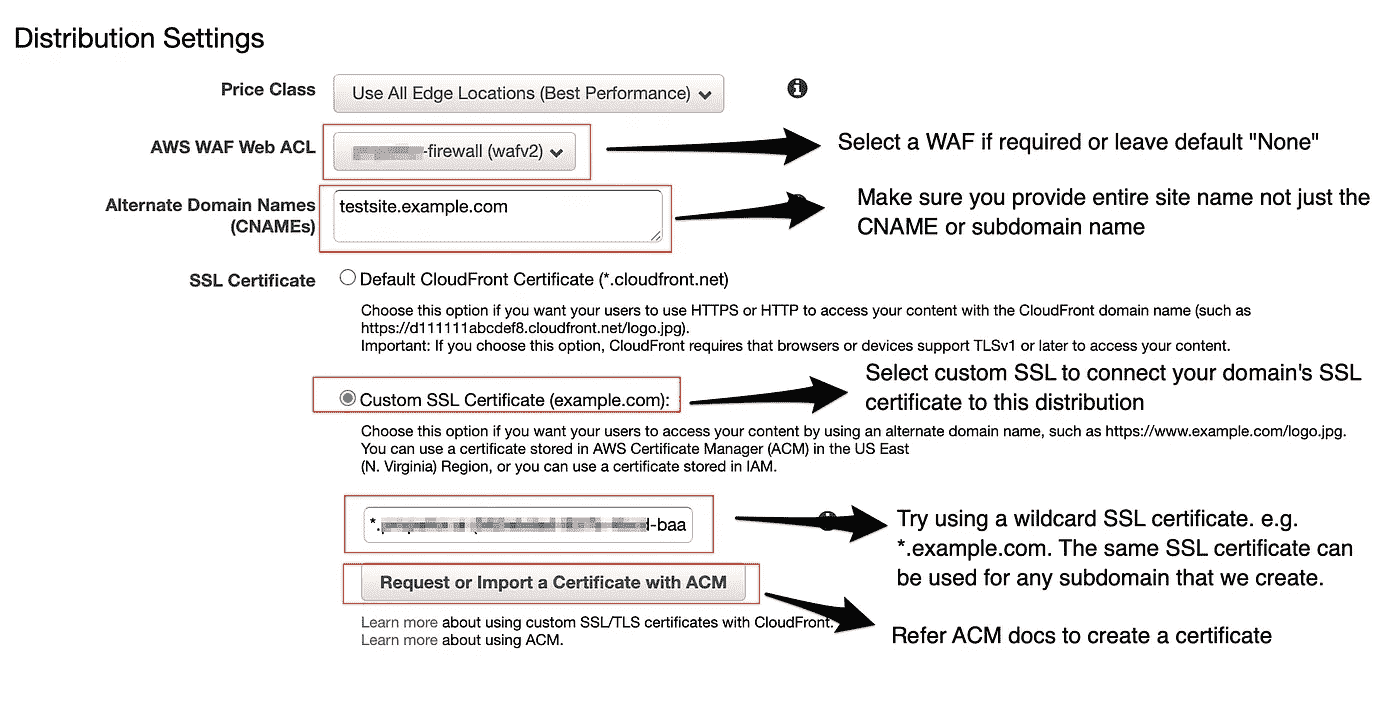 Distribution Settings
Price Class
Use All Edge Locations (Best Performance)
AWS WAF Web ACL
-firewall (wafv2)
Select a WAF if required or leave default "None"
Alternate Domain Names
(CNAMEs)
testsite.example.com
Make sure you provide entire site name not just the
CNAME or subdomain name
SSL Certificate
Default CloudFront Certificate (*.cloudfront.net)
Choose this option if you want your users to use HTTPS or HTTP to access your content with the CloudFront domain name (such as
https://d111111abcdef8.cloudfront.net/logo.jpg).
Important: If you choose this option, CloudFront requires that browsers or devices support TLSv1 or later to access your content.
Custom SSL Certificate (example.com):
Select custom SSL to connect your domain's SSL
certificate to this distribution
Choose this option if you want your users to access your content by using an alternate domain name, such as https://www.example.com/logo.jpg.
You can use a certificate stored in AWS Certificate Manager (ACM) in the US East
(N. Virginia) Region, or you can use a certificate stored in IAM.
*. -baa
Try using a wildcard SSL certificate. e.g.
*.example.com. The same SSL certificate can
be used for any subdomain that we create.
Request or Import a Certificate with ACM
Learn more about using custom SSL/TLS certificates with CloudFront.
Learn more about using ACM.
Refer ACM docs to create a certificate